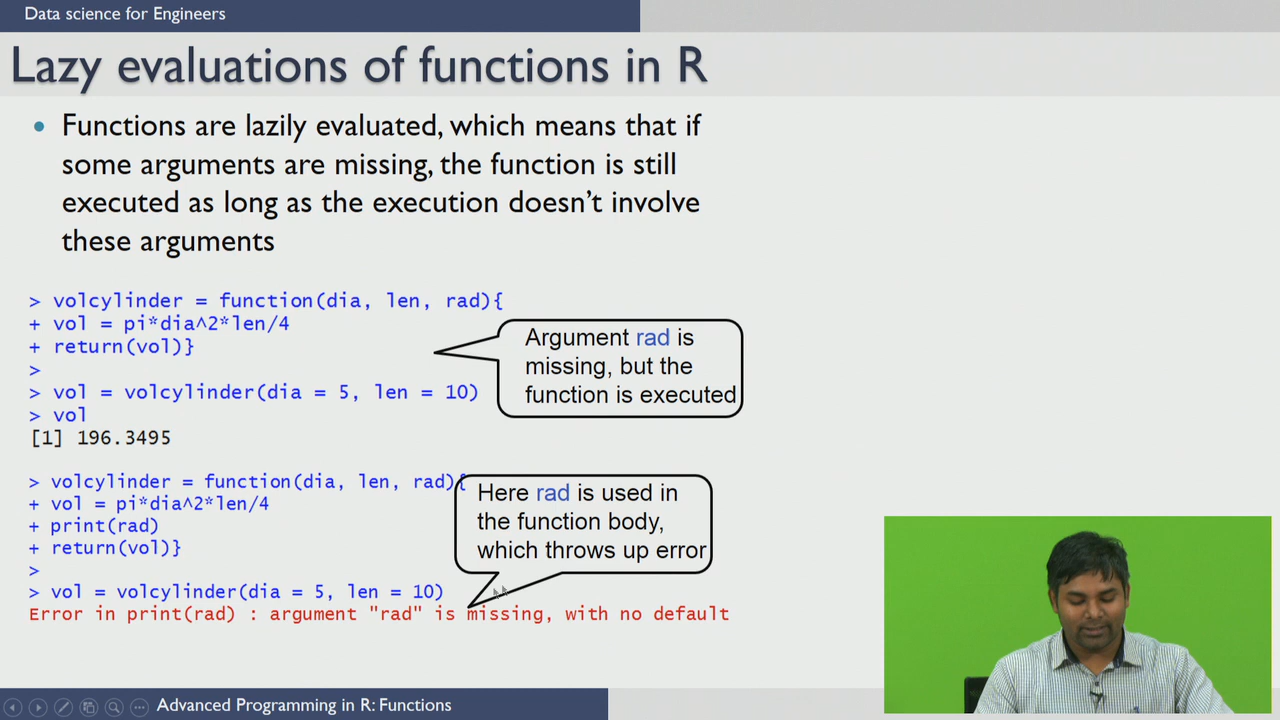 Data science for Engineers
Lazy evaluations of functions in R
• Functions are lazily evaluated, which means that if
some arguments are missing, the function is still
executed as long as the execution doesn't involve
these arguments
> volcylinder = function(dia, len, rad){
+ vol = pi*dia^2*len/4
+ return(vol)}
>
> vol = volcylinder(dia = 5, len = 10)
> vol
[1] 196.3495
Argument rad is
missing, but the
function is executed
> volcylinder = function(dia, len, rad){
+ vol = pi*dia^2*len/4
+ print(rad)
+ return(vol)}
>
> vol = volcylinder(dia = 5, len = 10)
Error in print(rad) : argument "rad" is missing, with no default
Here rad is used in
the function body,
which throws up error
Advanced Programming in R: Functions